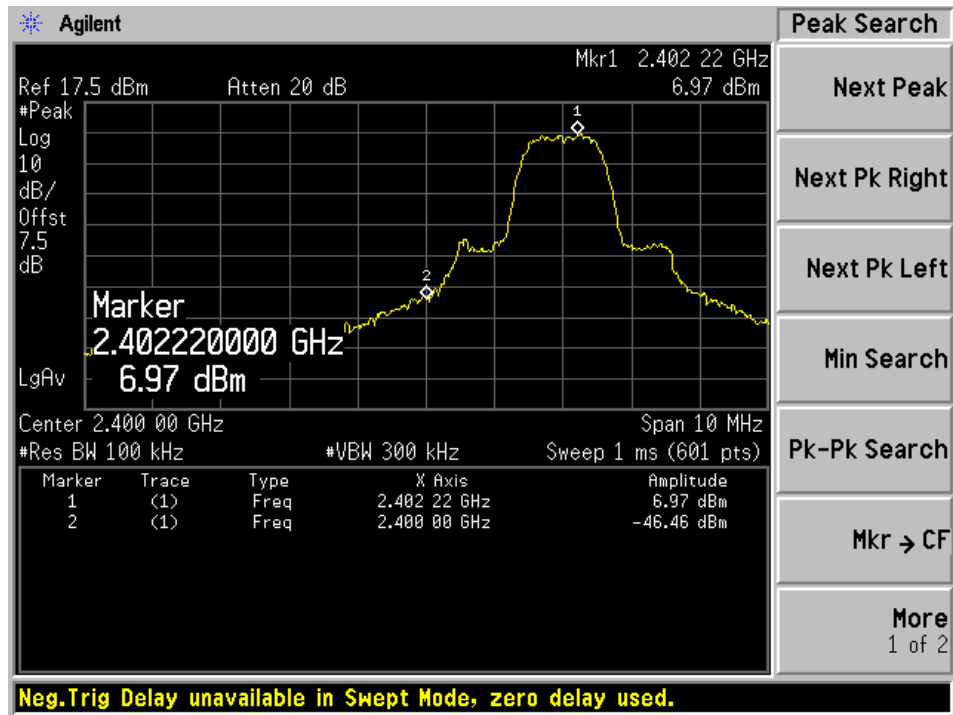 Agilent
Peak Search
Mkr1 2.402 22 GHz
Ref 17.5 dBm Atten 20 dB 6.97 dBm
#Peak
Log
10
dB/
Offst
7.5
dB
LgAv
1
2
Marker
2.402220000 GHz
6.97 dBm
Center 2.400 00 GHz Span 10 MHz
#Res BW 100 kHz #VBW 300 kHz Sweep 1 ms (601 pts)
Marker Trace Type X Axis Amplitude
1 (1) Freq 2.402 22 GHz 6.97 dBm
2 (1) Freq 2.400 00 GHz -46.46 dBm
Next Peak
Next Pk Right
Next Pk Left
Min Search
Pk-Pk Search
Mkr → CF
More
1 of 2
Neg.Trig Delay unavailable in Swept Mode, zero delay used.